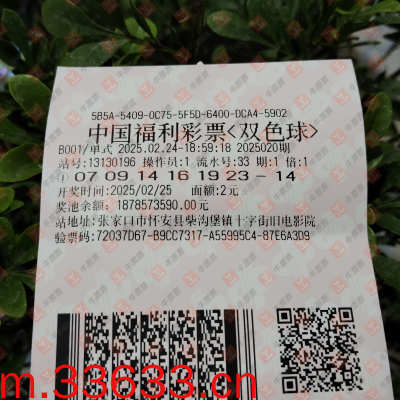 5B5A-5409-0C75-5F5D-6400-DCA4-5902
中国福利彩票<双色球>
B001/单式 2025.02.24-18:59:18 2025020期
站号:13130196 操作员:1 流水号:33 期:1 倍:1
① 07 09 14 16 19 23 - 14
开奖时间:2025/02/25 面额:2元
奖池余额: 1878573590.00元
站地址:张家口市怀安县柴沟堡镇十字街旧电影院
验票码:72037D67-B9CC7317-A55995C4-87E6A3D9
m.33633.cn